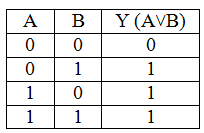 A B Y (A∨B)
0 0 0
0 1 1
1 0 1
1 1 1